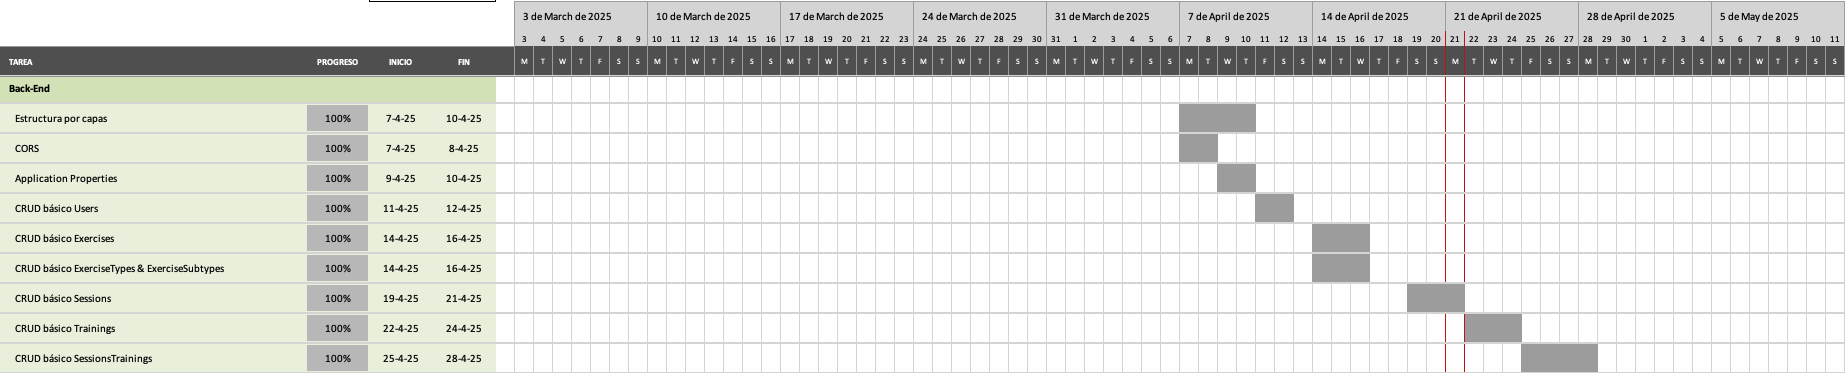 3 de March de 2025 10 de March de 2025 17 de March de 2025 24 de March de 2025 31 de March de 2025 7 de April de 2025 14 de April de 2025 21 de April de 2025 28 de April de 2025 5 de May de 2025
3 4 5 6 7 8 9 10 11 12 13 14 15 16 17 18 19 20 21 22 23 24 25 26 27 28 29 30 31 1 2 3 4 5 6 7 8 9 10 11 12 13 14 15 16 17 18 19 20 21 22 23 24 25 26 27 28 29 30 1 2 3 4 5 6 7 8 9 10 11
TAREA PROGRESO INICIO FIN M T W T F S S M T W T F S S M T W T F S S M T W T F S S M T W T F S S M T W T F S S M T W T F S S M T W T F S S M T W T F S S M T W T F S S
Back-End
Estructura por capas 100% 7-4-25 10-4-25
CORS 100% 7-4-25 8-4-25
Application Properties 100% 9-4-25 10-4-25
CRUD básico Users 100% 11-4-25 12-4-25
CRUD básico Exercises 100% 14-4-25 16-4-25
CRUD básico ExerciseTypes & ExerciseSubtypes 100% 14-4-25 16-4-25
CRUD básico Sessions 100% 19-4-25 21-4-25
CRUD básico Trainings 100% 22-4-25 24-4-25
CRUD básico SessionsTrainings 100% 25-4-25 28-4-25